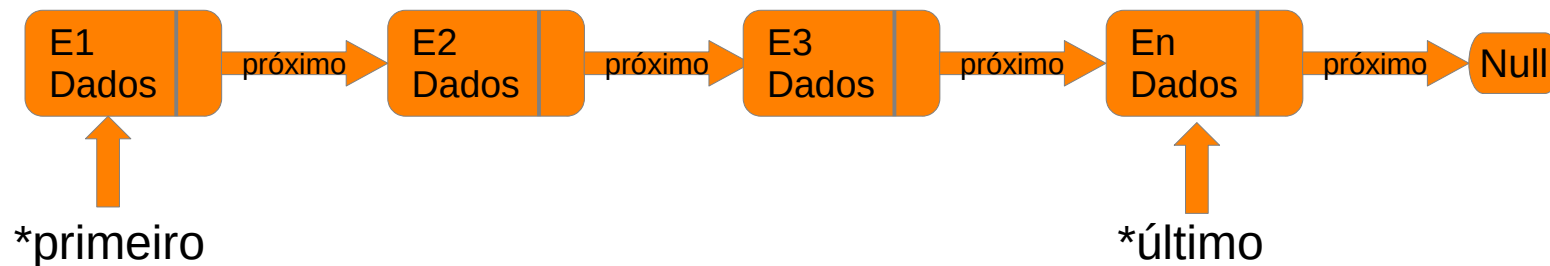 E1
Dados
próximo
E2
Dados
próximo
E3
Dados
próximo
En
Dados
próximo
Null
*primeiro
*último